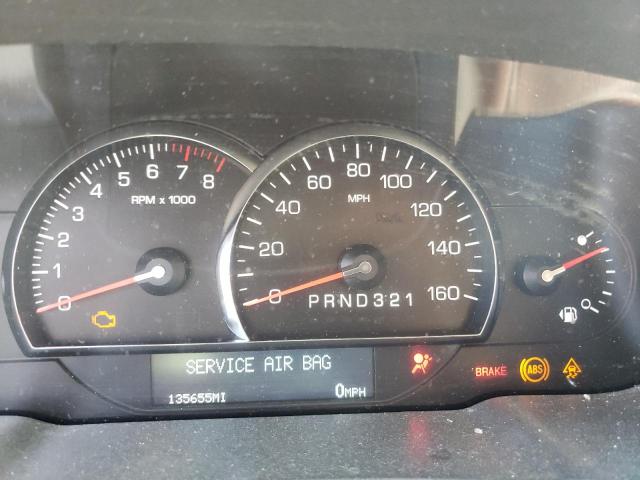 0 1 2 3 4 5 6 7 8
RPM x 1000
0 20 40 60 80 100 120 140 160
MPH
PRND321
SERVICE AIR BAG
135655MI 0MPH
BRAKE ABS